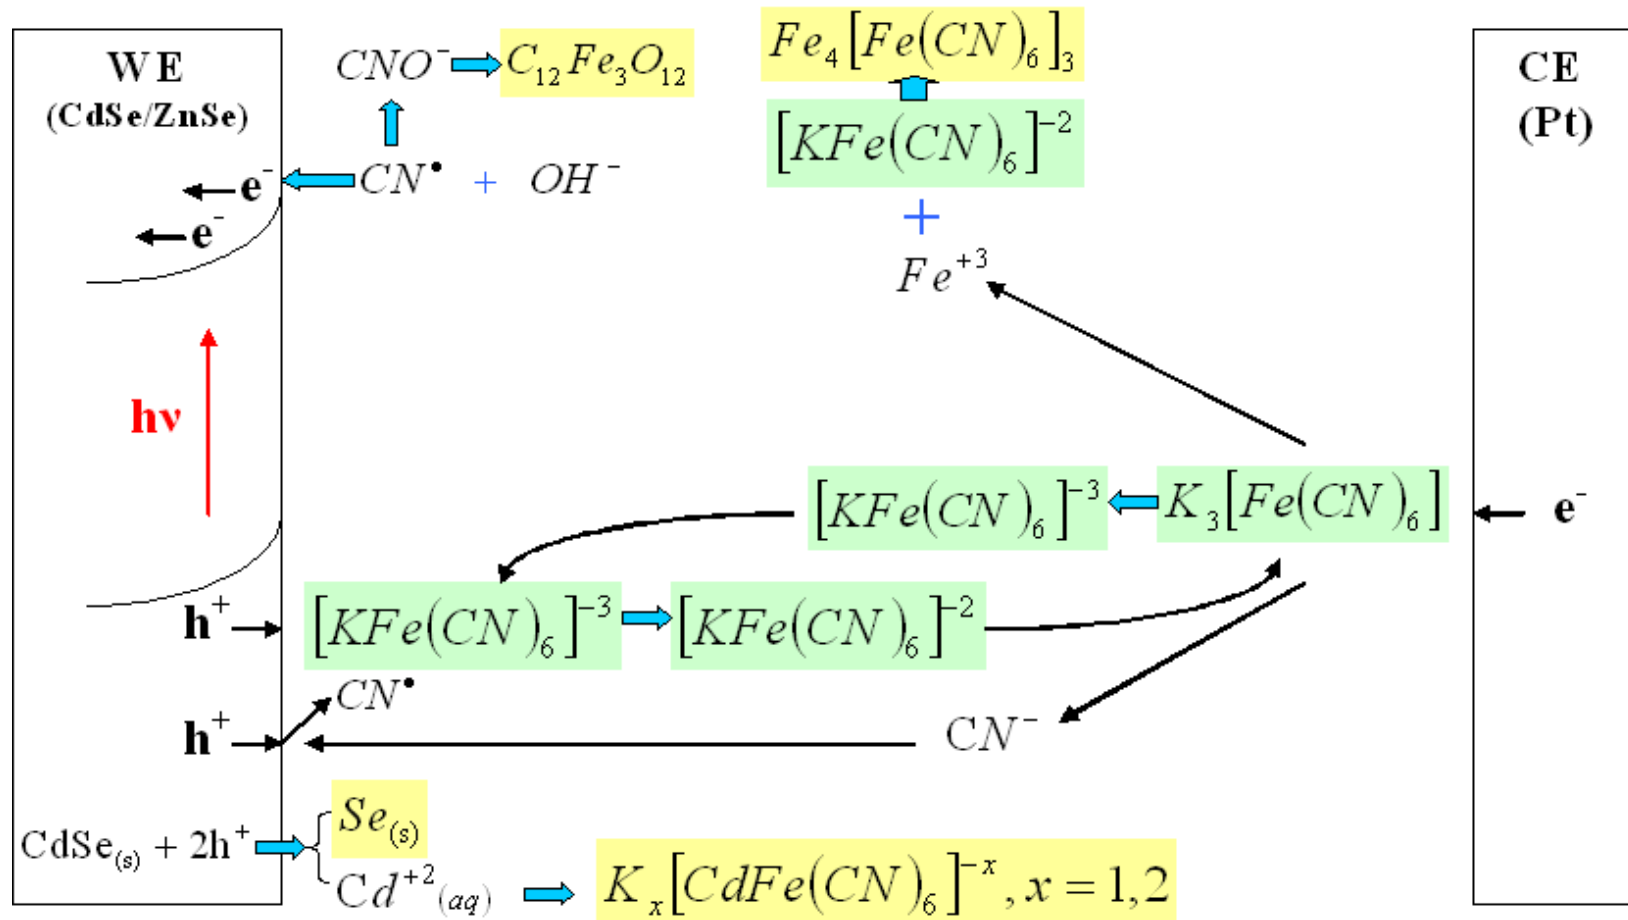 WE
(CdSe/ZnSe)
CNO⁻ C₁₂Fe₃O₁₂
Fe₄[Fe(CN)₆]₃
CE
(Pt)
[KFe(CN)₆]⁻²
e⁻ CN• + OH⁻
e⁻
+
Fe⁺³
hν
[KFe(CN)₆]⁻³ K₃[Fe(CN)₆] e⁻
h⁺ [KFe(CN)₆]⁻³ [KFe(CN)₆]⁻²
CN•
h⁺ CN⁻
CdSe₍ₛ₎ + 2h⁺ { Se₍ₛ₎
Cd⁺²₍aq₎ Kₓ[CdFe(CN)₆]⁻ˣ, x = 1,2